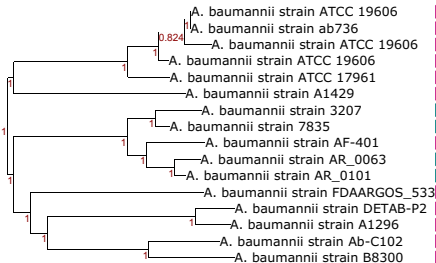 A. baumannii strain ATCC 19606
A. baumannii strain ab736
0.824
A. baumannii strain ATCC 19606
1
A. baumannii strain ATCC 19606
1
A. baumannii strain ATCC 17961
1
A. baumannii strain A1429
1
A. baumannii strain 3207
1
A. baumannii strain 7835
1
A. baumannii strain AF-401
1
A. baumannii strain AR_0063
1
A. baumannii strain AR_0101
1
1
A. baumannii strain FDAARGOS_533
1
A. baumannii strain DETAB-P2
1
A. baumannii strain A1296
1
A. baumannii strain Ab-C102
1
A. baumannii strain B8300